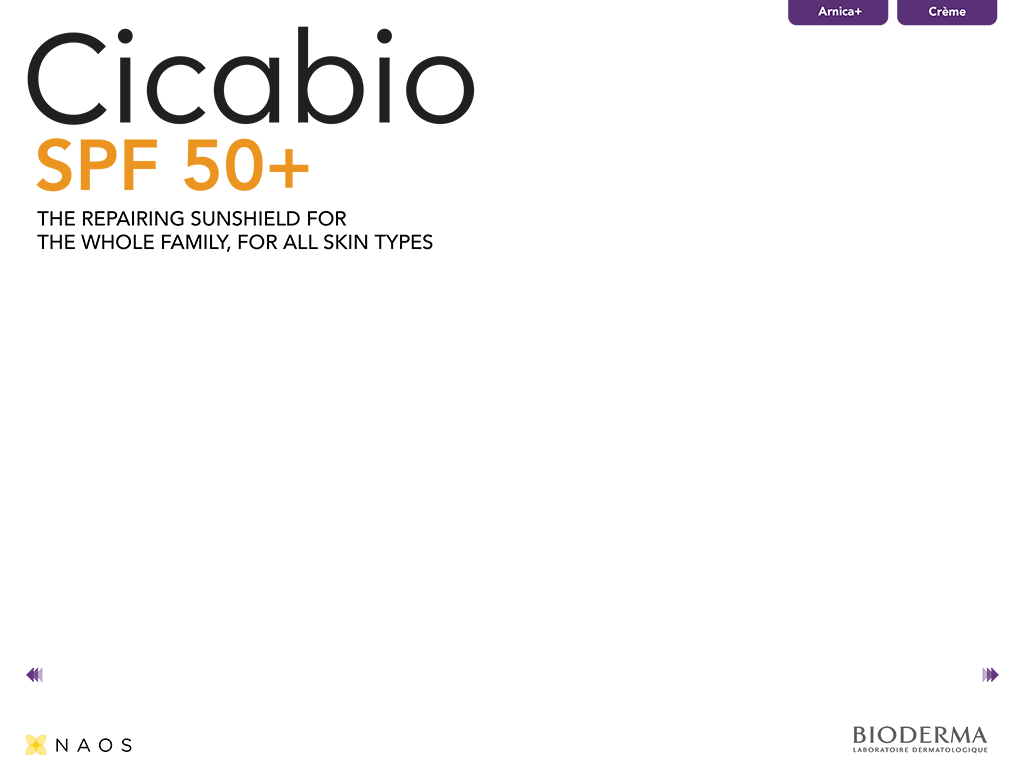 Arnica+
Crème
Cicabio
SPF 50+
THE REPAIRING SUNSHIELD FOR
THE WHOLE FAMILY, FOR ALL SKIN TYPES
NAOS
BIODERMA
LABORATOIRE DERMATOLOGIQUE